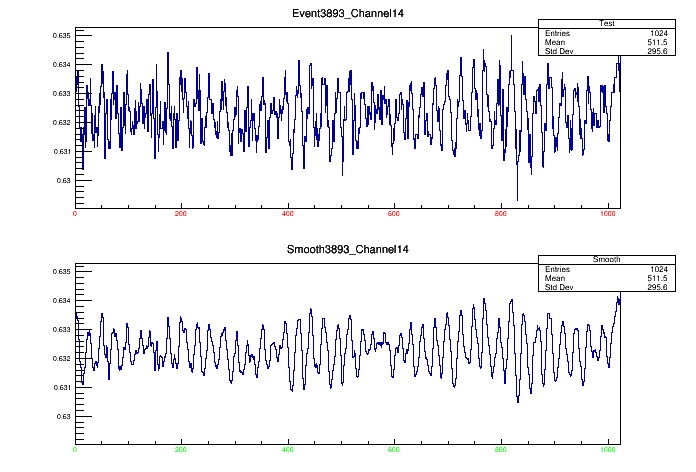 Event3893_Channel14
Test
Entries 1024
Mean 511.5
Std Dev 295.6
0.635
0.634
0.633
0.632
0.631
0.63
0 200 400 600 800 1000
Smooth3893_Channel14
Smooth
Entries 1024
Mean 511.5
Std Dev 295.6
0.635
0.634
0.633
0.632
0.631
0.63
0 200 400 600 800 1000